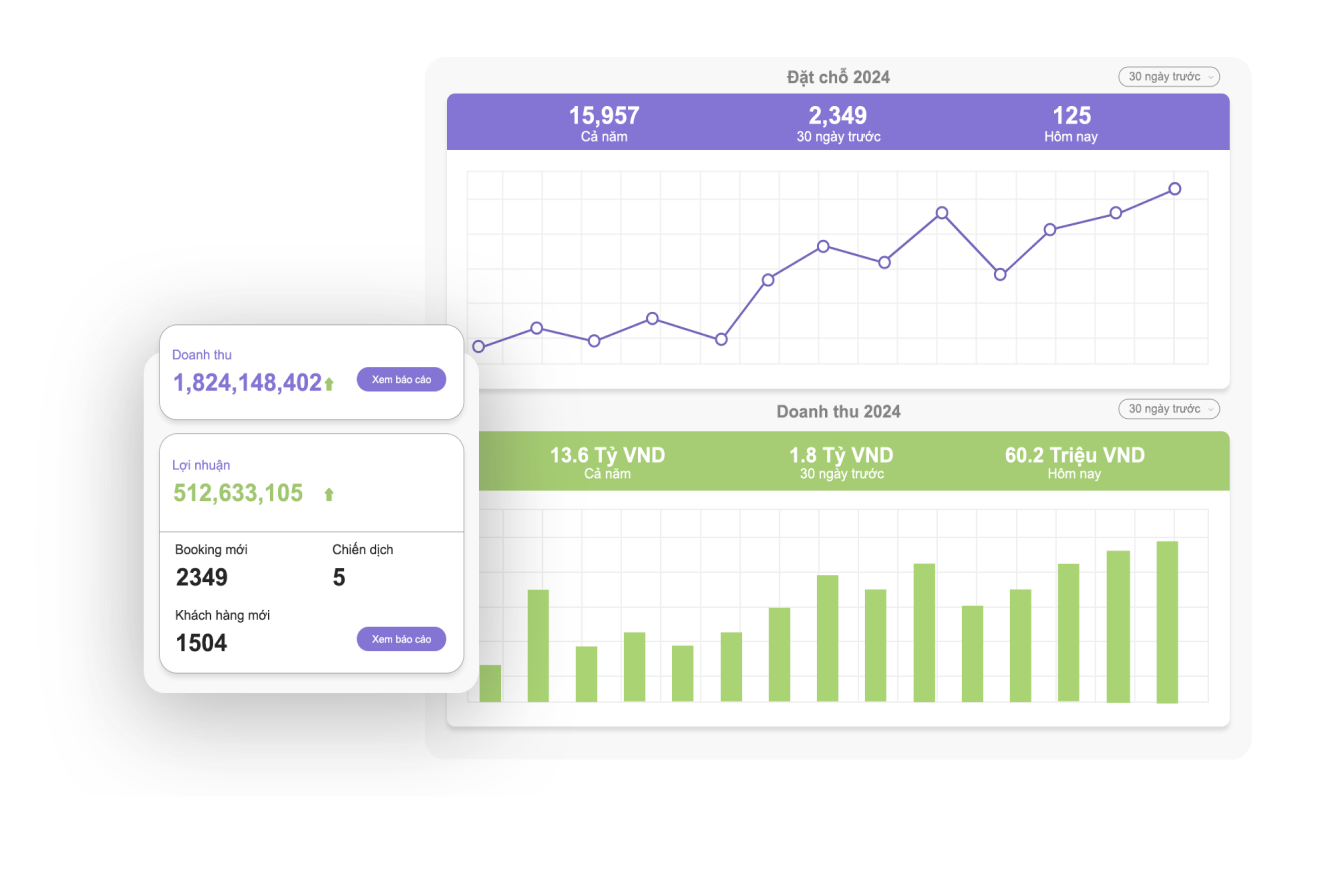 Đặt chỗ 2024
30 ngày trước
15,957
2,349
125
Cả năm
30 ngày trước
Hôm nay
Doanh thu
1,824,148,402
Xem báo cáo
Lợi nhuận
512,633,105
Booking mới
Chiến dịch
2349
5
Khách hàng mới
1504
Xem báo cáo
Doanh thu 2024
30 ngày trước
13.6 Tỷ VND
1.8 Tỷ VND
60.2 Triệu VND
Cả năm
30 ngày trước
Hôm nay